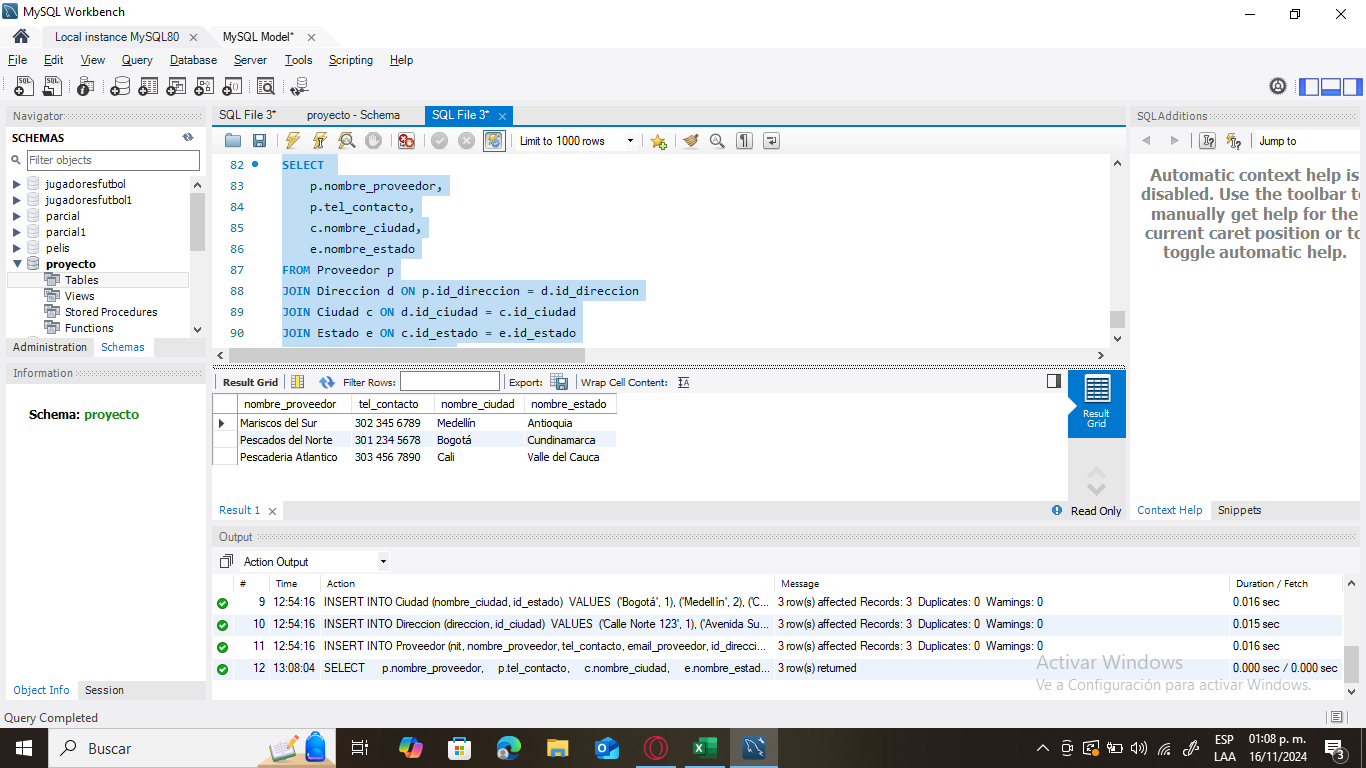 MySQL Workbench
Local instance MySQL80
MySQL Model*
File Edit View Query Database Server Tools Scripting Help
Navigator
SCHEMAS
Filter objects
jugadoresfutbol
jugadoresfutbol1
parcial
parcial1
pelis
proyecto
Tables
Views
Stored Procedures
Functions
Administration Schemas
Information
Schema: proyecto
Object Info Session
SQL File 3* proyecto - Schema SQL File 3*
Limit to 1000 rows
82 SELECT
83 p.nombre_proveedor,
84 p.tel_contacto,
85 c.nombre_ciudad,
86 e.nombre_estado
87 FROM Proveedor p
88 JOIN Direccion d ON p.id_direccion = d.id_direccion
89 JOIN Ciudad c ON d.id_ciudad = c.id_ciudad
90 JOIN Estado e ON c.id_estado = e.id_estado
Result Grid Filter Rows: Export: Wrap Cell Content:
nombre_proveedor tel_contacto nombre_ciudad nombre_estado
Mariscos del Sur 302 345 6789 Medellín Antioquia
Pescados del Norte 301 234 5678 Bogotá Cundinamarca
Pescaderia Atlantico 303 456 7890 Cali Valle del Cauca
Result Grid
Result 1
Read Only
SQLAdditions
Jump to
Automatic context help is
disabled. Use the toolbar to
manually get help for the
current caret position or to
toggle automatic help.
Context Help Snippets
Output
Action Output
# Time Action Message Duration / Fetch
9 12:54:16 INSERT INTO Ciudad (nombre_ciudad, id_estado) VALUES ('Bogotá', 1), ('Medellín', 2), ('C... 3 row(s) affected Records: 3 Duplicates: 0 Warnings: 0 0.016 sec
10 12:54:16 INSERT INTO Direccion (direccion, id_ciudad) VALUES ('Calle Norte 123', 1), ('Avenida Su... 3 row(s) affected Records: 3 Duplicates: 0 Warnings: 0 0.015 sec
11 12:54:16 INSERT INTO Proveedor (nit, nombre_proveedor, tel_contacto, email_proveedor, id_direcci... 3 row(s) affected Records: 3 Duplicates: 0 Warnings: 0 0.016 sec
12 13:08:04 SELECT p.nombre_proveedor, p.tel_contacto, c.nombre_ciudad, e.nombre_estad... 3 row(s) returned 0.000 sec / 0.000 sec
Activar Windows
Ve a Configuración para activar Windows.
Query Completed
Buscar
ESP
LAA
01:08 p. m.
16/11/2024
3